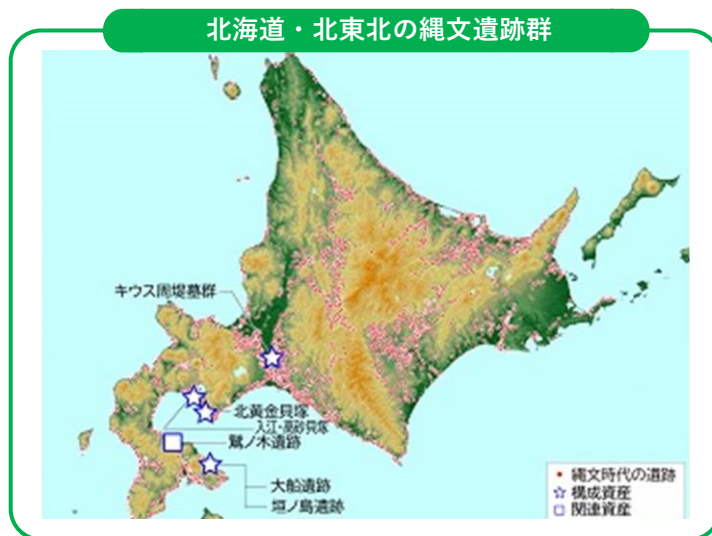 北海道・北東北の縄文遺跡群
キウス周堤墓群
北黄金貝塚
入江・高砂貝塚
鷲ノ木遺跡
大船遺跡
垣ノ島遺跡
縄文時代の遺跡
構成資産
関連資産